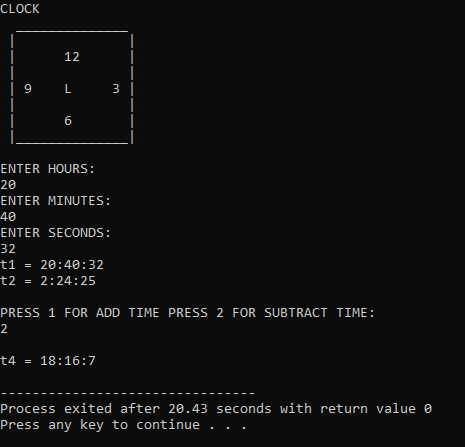 CLOCK
 ______________
|              |
|      12      |
|              |
| 9    L     3 |
|              |
|      6       |
|______________|
ENTER HOURS:
20
ENTER MINUTES:
40
ENTER SECONDS:
32
t1 = 20:40:32
t2 = 2:24:25
PRESS 1 FOR ADD TIME PRESS 2 FOR SUBTRACT TIME:
2
t4 = 18:16:7
--------------------------------
Process exited after 20.43 seconds with return value 0
Press any key to continue . . .